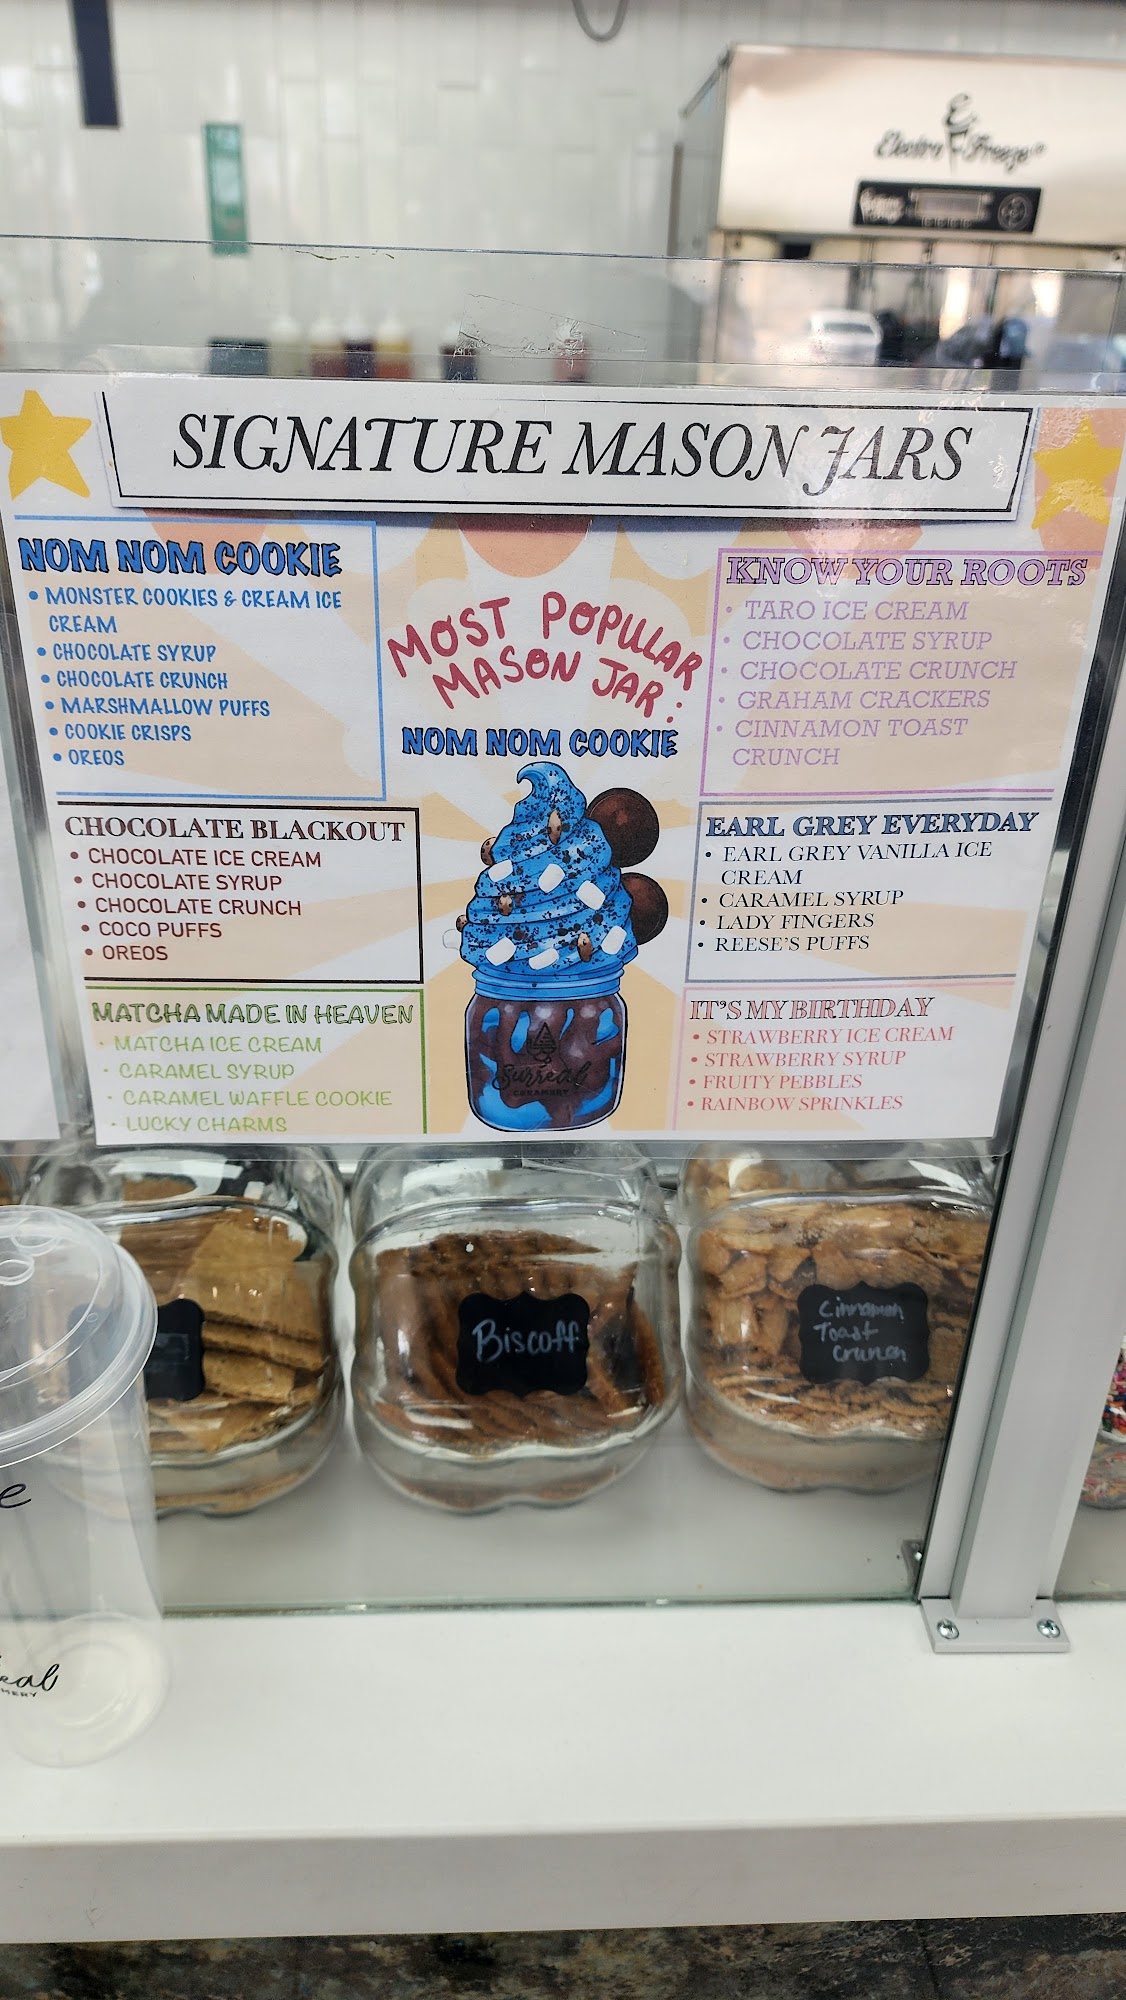 Electro Freeze
SIGNATURE MASON JARS
NOM NOM COOKIE
• MONSTER COOKIES & CREAM ICE
CREAM
• CHOCOLATE SYRUP
• CHOCOLATE CRUNCH
• MARSHMALLOW PUFFS
• COOKIE CRISPS
• OREOS
CHOCOLATE BLACKOUT
• CHOCOLATE ICE CREAM
• CHOCOLATE SYRUP
• CHOCOLATE CRUNCH
• COCO PUFFS
• OREOS
MATCHA MADE IN HEAVEN
• MATCHA ICE CREAM
• CARAMEL SYRUP
• CARAMEL WAFFLE COOKIE
• LUCKY CHARMS
MOST POPULAR
MASON JAR:
NOM NOM COOKIE
Surreal
CREAMERY
KNOW YOUR ROOTS
• TARO ICE CREAM
• CHOCOLATE SYRUP
• CHOCOLATE CRUNCH
• GRAHAM CRACKERS
• CINNAMON TOAST
CRUNCH
EARL GREY EVERYDAY
• EARL GREY VANILLA ICE
CREAM
• CARAMEL SYRUP
• LADY FINGERS
• REESE'S PUFFS
IT'S MY BIRTHDAY
• STRAWBERRY ICE CREAM
• STRAWBERRY SYRUP
• FRUITY PEBBLES
• RAINBOW SPRINKLES
Biscoff
Cinnamon
Toast
Crunch